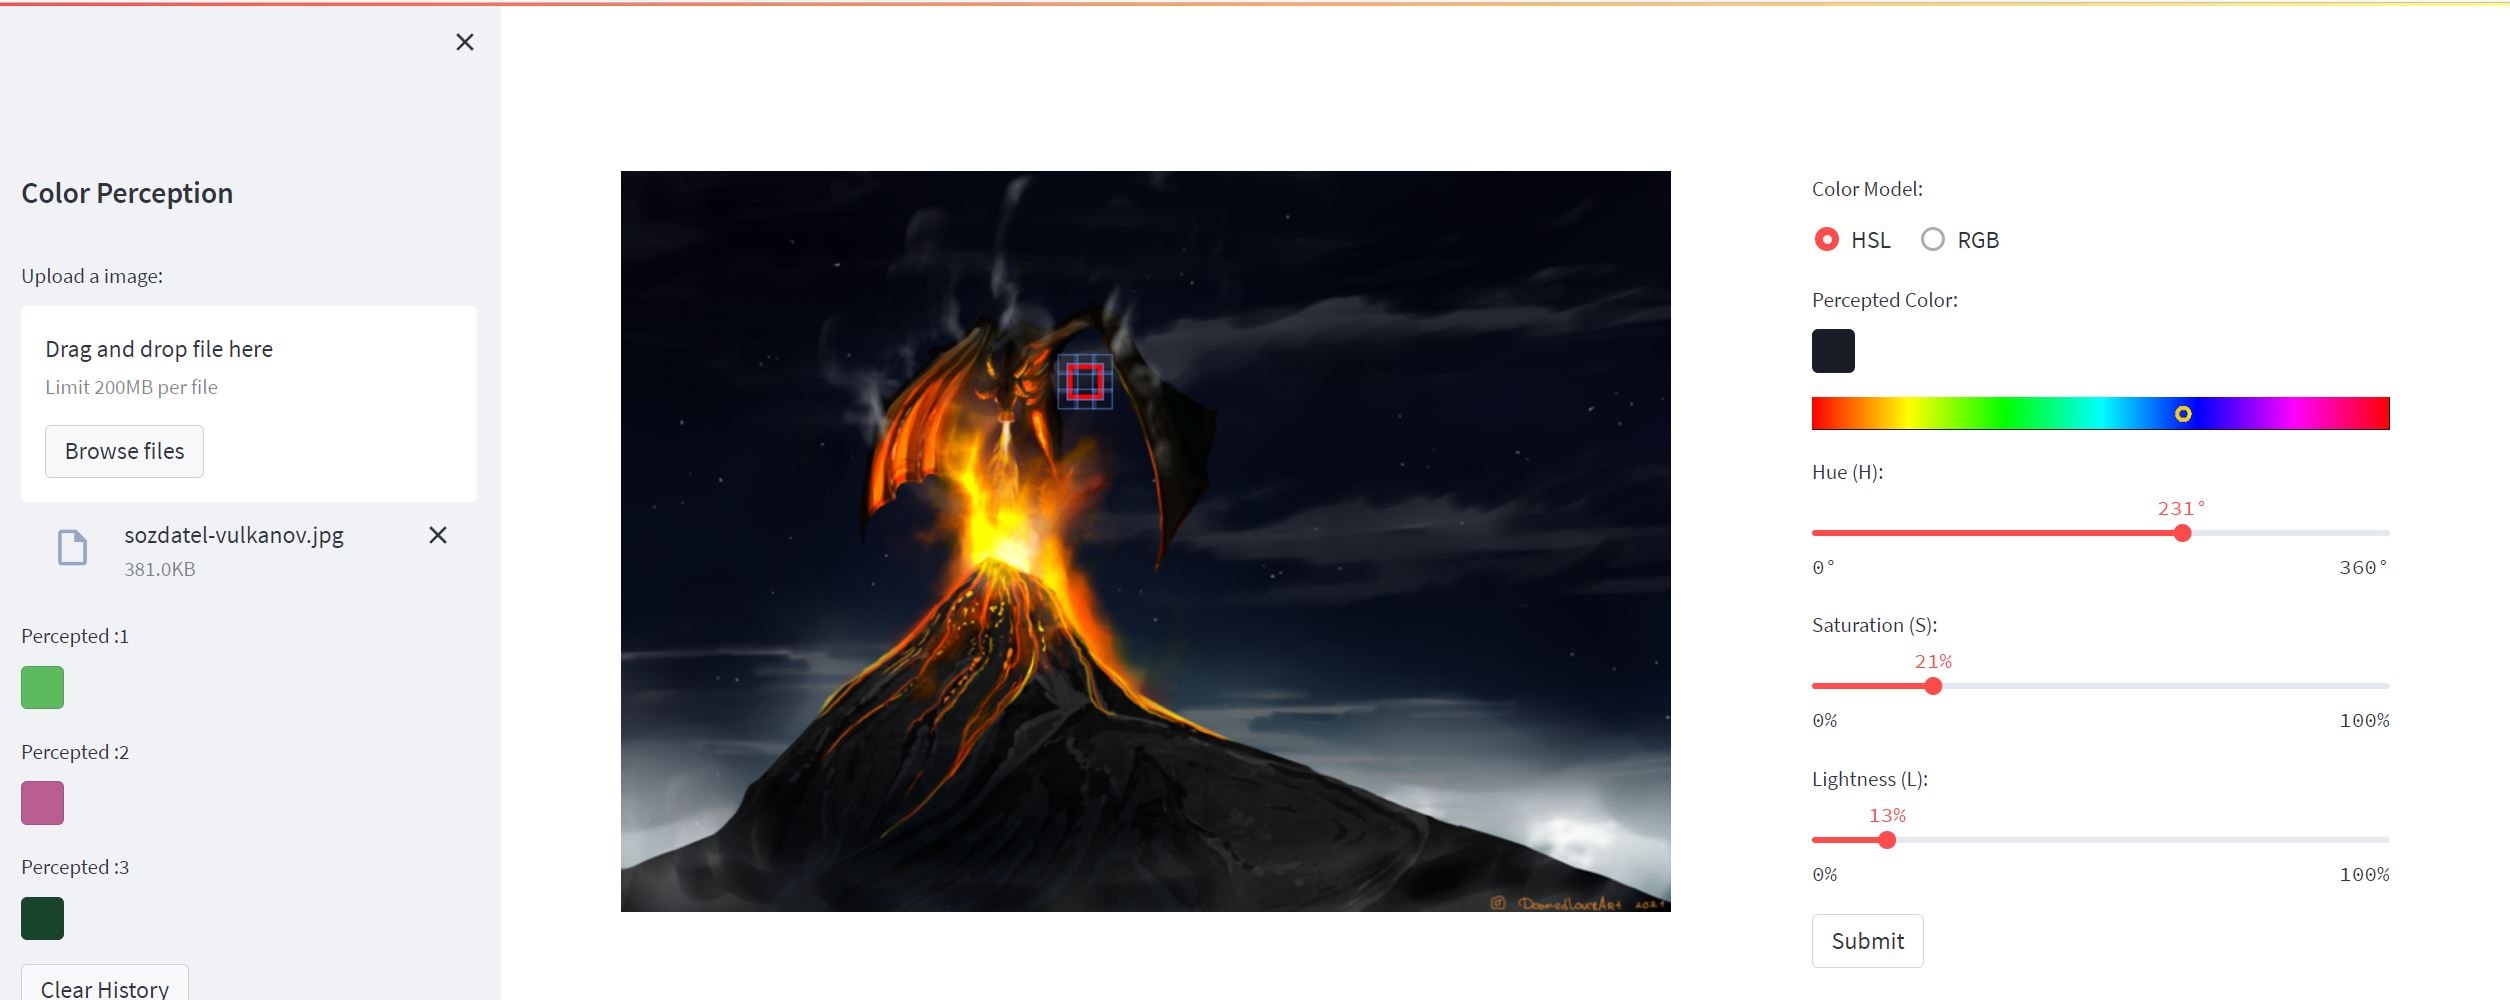 Color Perception
Upload a image:
Drag and drop file here
Limit 200MB per file
Browse files
sozdatel-vulkanov.jpg
381.0KB
Percepted :1
Percepted :2
Percepted :3
Clear History
DoomedLoveArt 2021
Color Model:
HSL
RGB
Percepted Color:
Hue (H):
231°
0°
360°
Saturation (S):
21%
0%
100%
Lightness (L):
13%
0%
100%
Submit